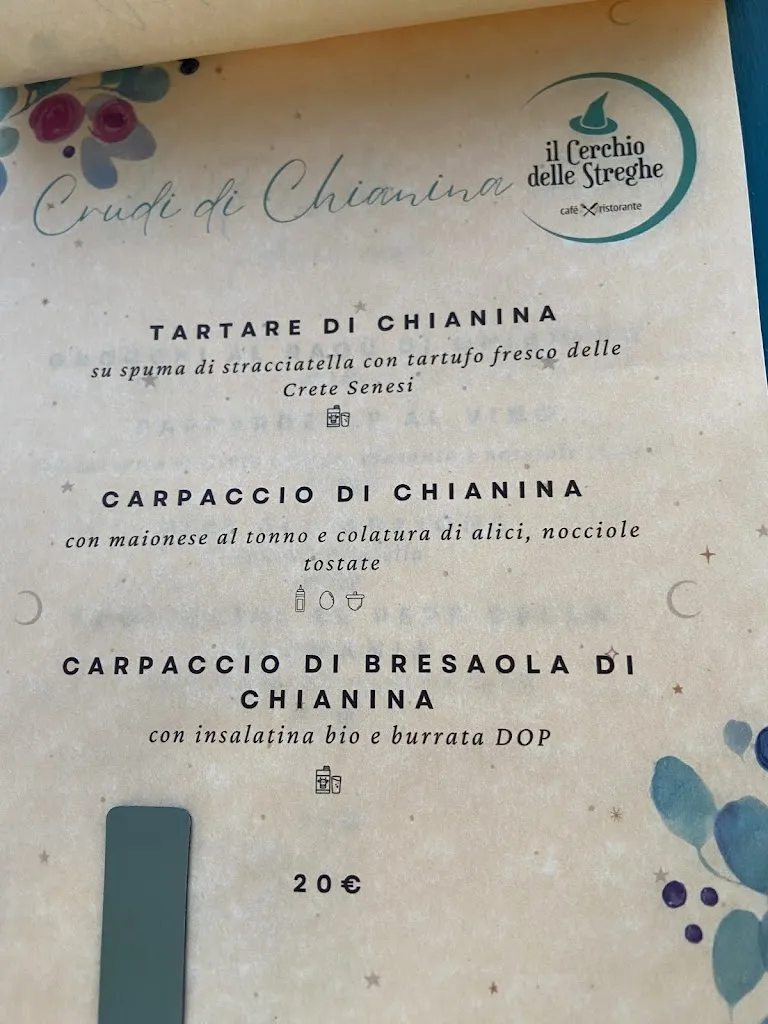 il Cerchio
delle Streghe
café ristorante
Crudi di Chianina
TARTARE DI CHIANINA
su spuma di stracciatella con tartufo fresco delle
Crete Senesi
CARPACCIO DI CHIANINA
con maionese al tonno e colatura di alici, nocciole
tostate
CARPACCIO DI BRESAOLA DI
CHIANINA
con insalatina bio e burrata DOP
20€